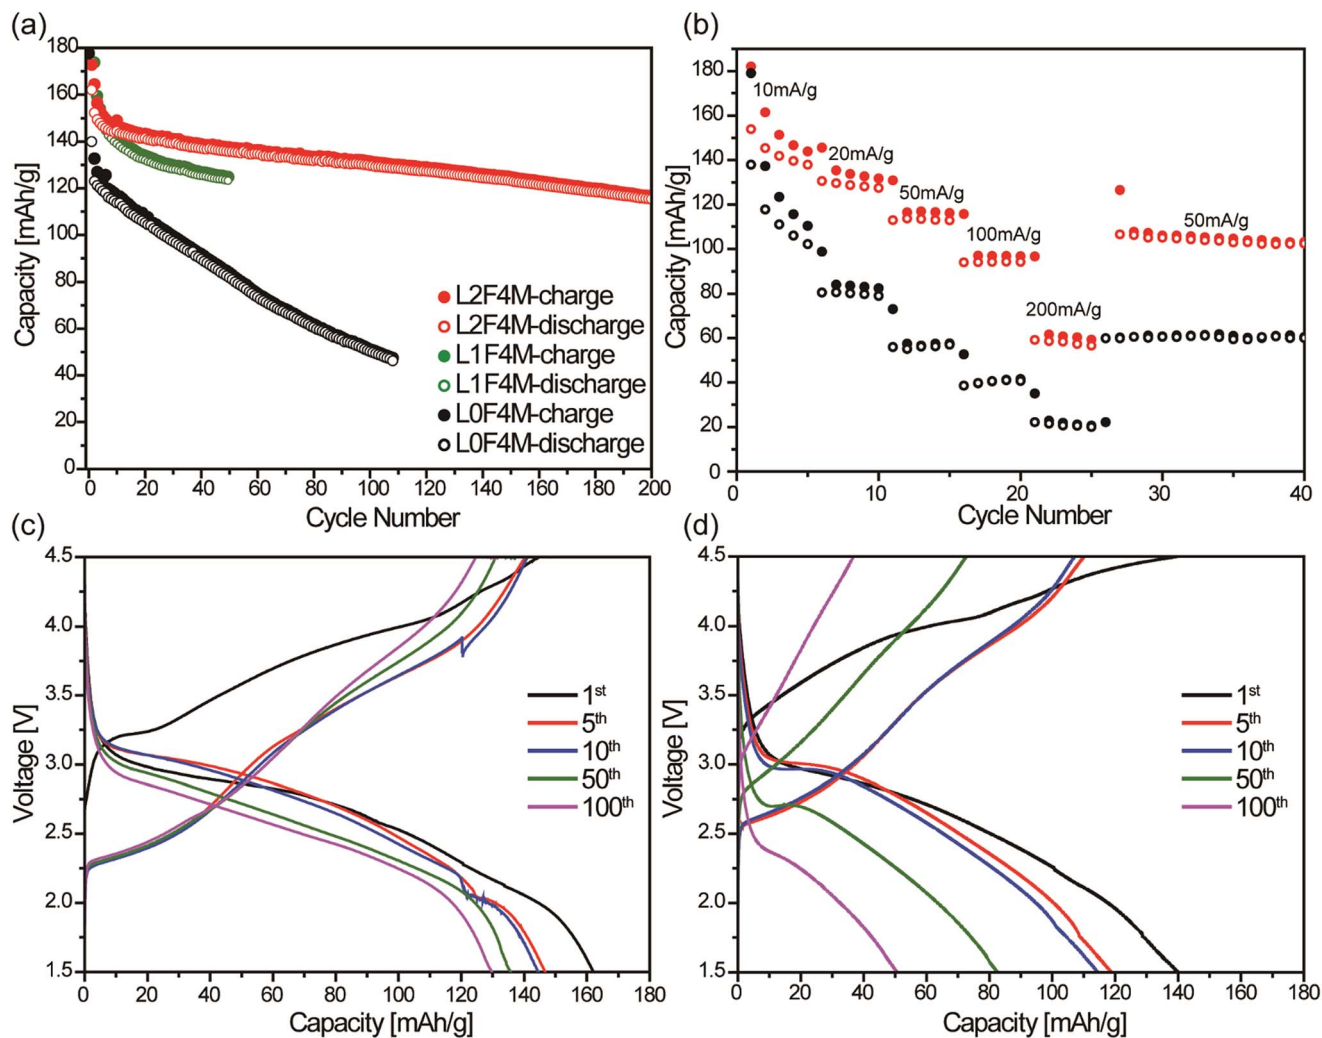 (a)
180
160
140
120
100
80
60
40
20
0
Capacity [mAh/g]
L2F4M-charge
L2F4M-discharge
L1F4M-charge
L1F4M-discharge
L0F4M-charge
L0F4M-discharge
0 20 40 60 80 100 120 140 160 180 200
Cycle Number
(b)
180
160
140
120
100
80
60
40
20
0
Capacity [mAh/g]
10mA/g
20mA/g
50mA/g
100mA/g
200mA/g
50mA/g
0 10 20 30 40
Cycle Number
(c)
4.5
4.0
3.5
3.0
2.5
2.0
1.5
Voltage [V]
1st
5th
10th
50th
100th
0 20 40 60 80 100 120 140 160 180
Capacity [mAh/g]
(d)
4.5
4.0
3.5
3.0
2.5
2.0
1.5
Voltage [V]
1st
5th
10th
50th
100th
0 20 40 60 80 100 120 140 160 180
Capacity [mAh/g]